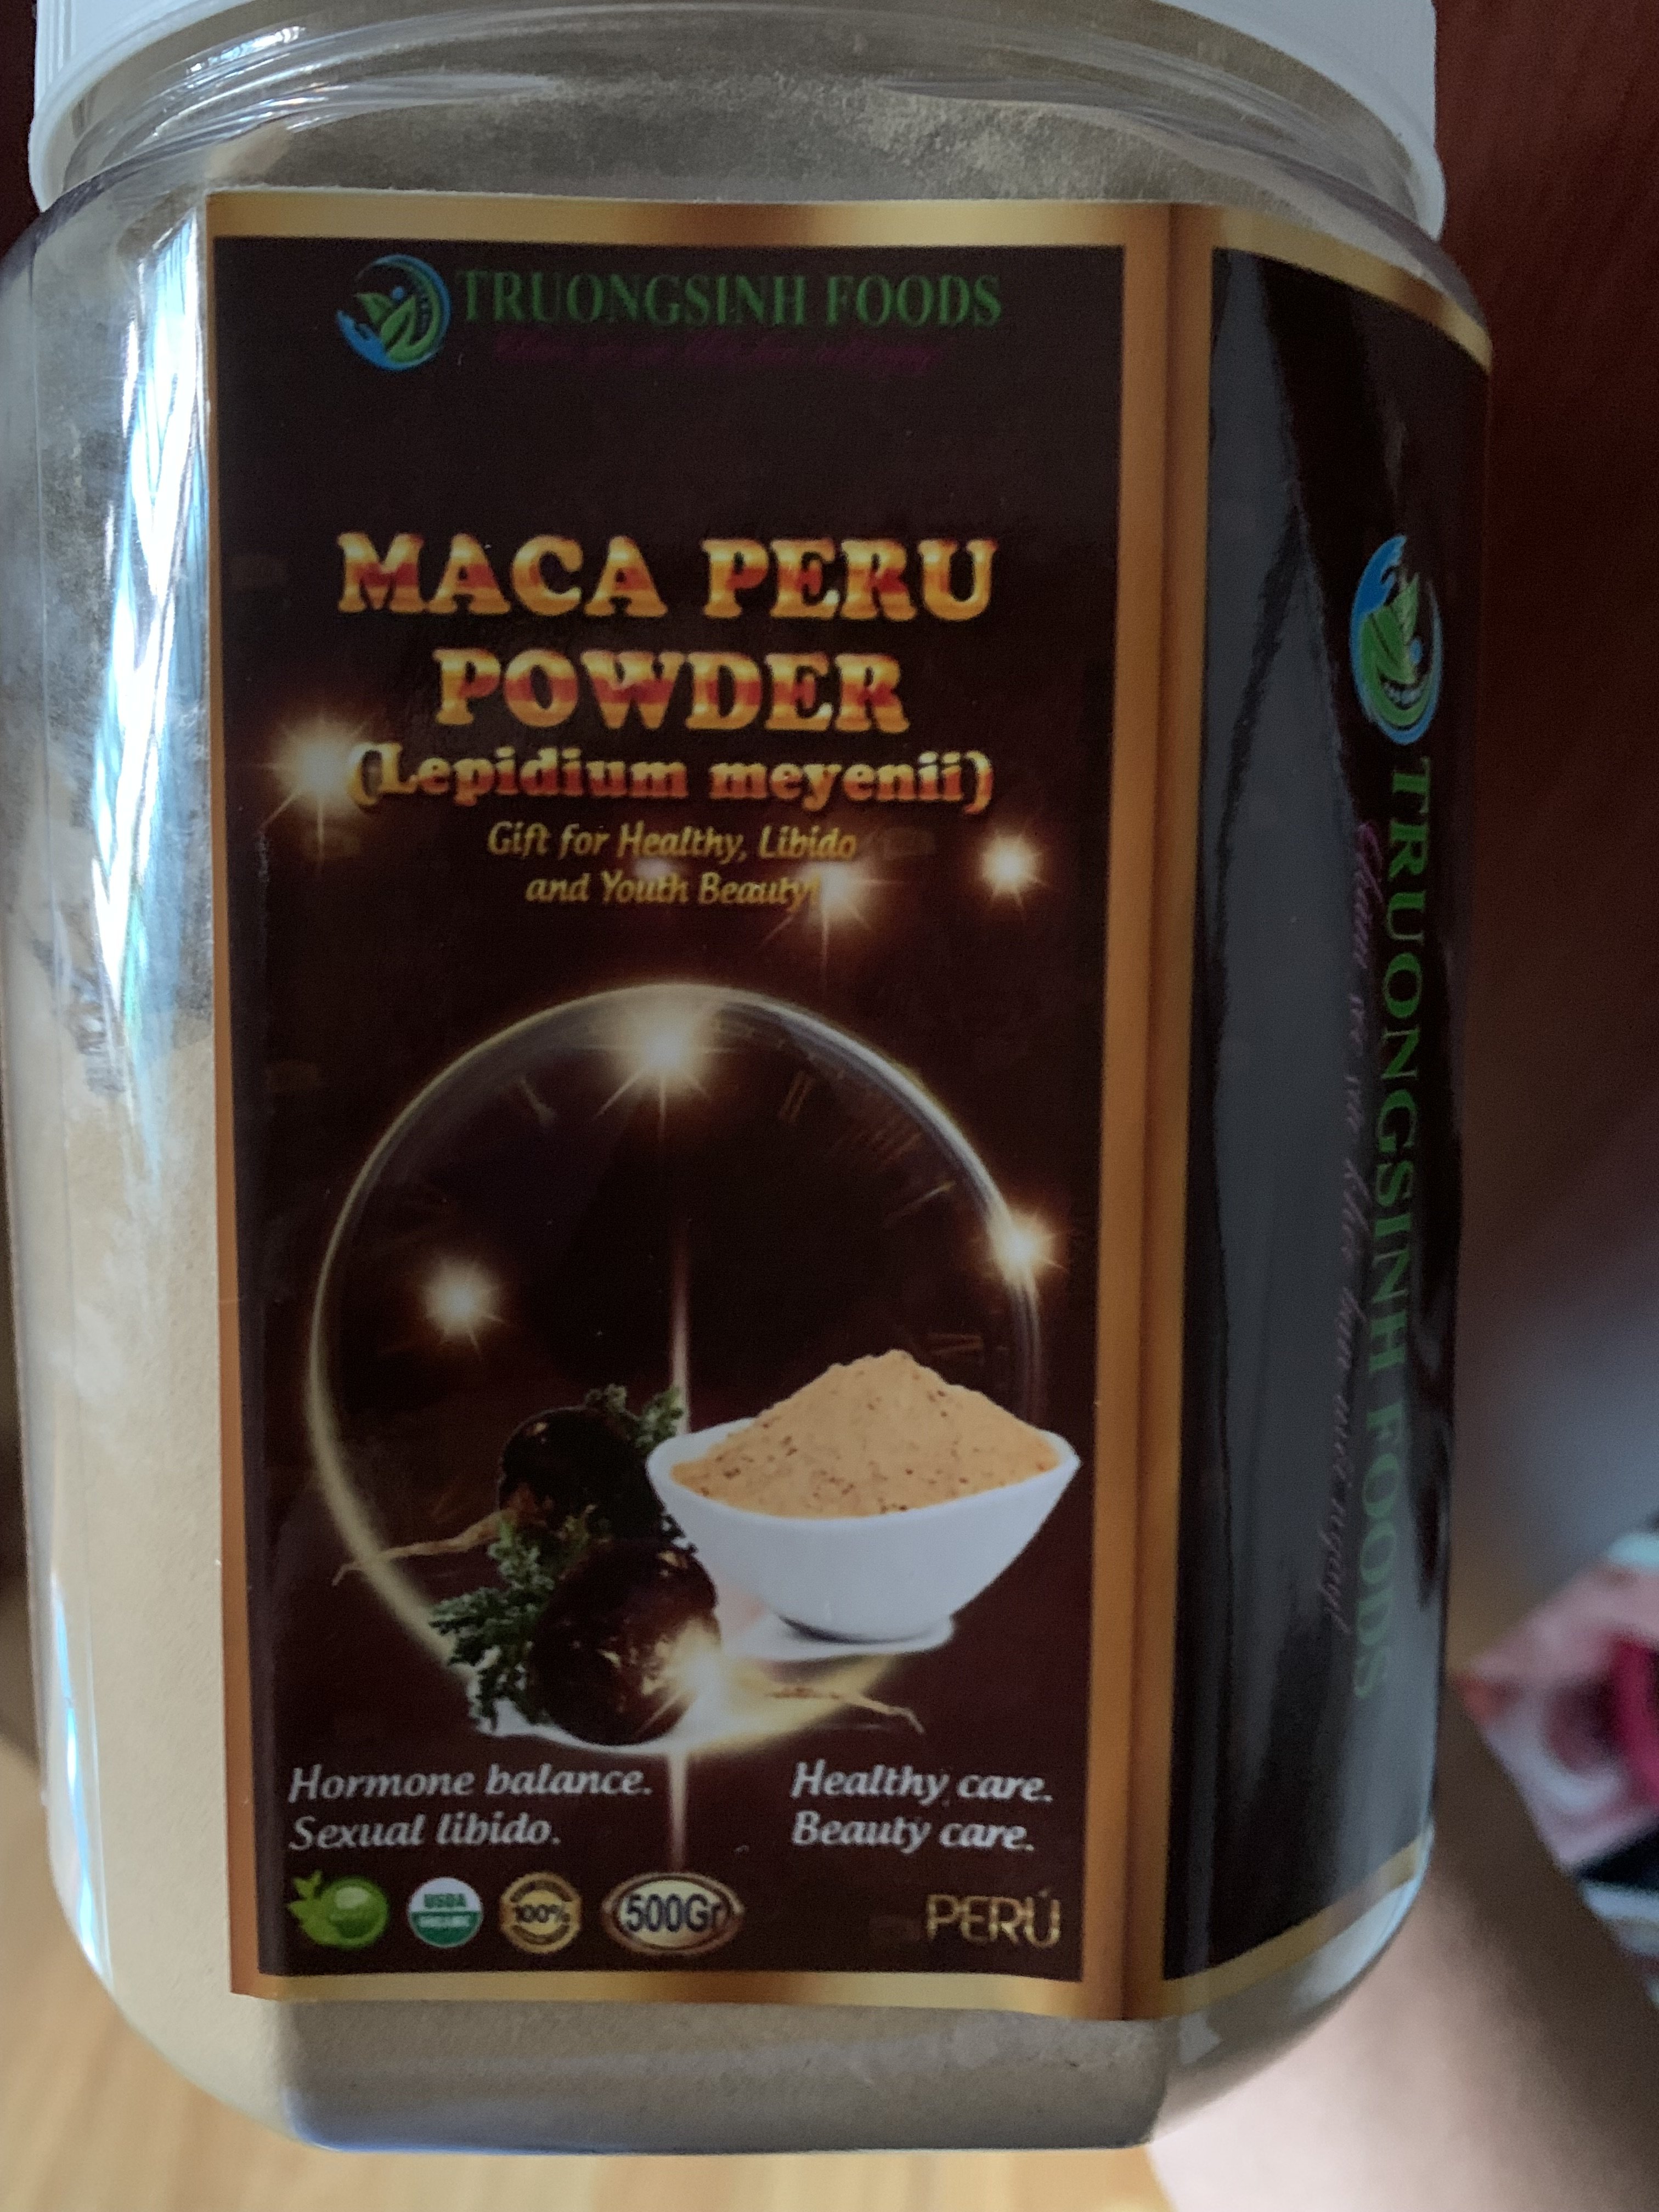 TRUONGSINH FOODS
MACA PERU
POWDER
(Lepidium meyenii)
Gift for Healthy, Libido
and Youth Beauty!
Hormone balance.
Sexual libido.
Healthy care.
Beauty care.
USDA
ORGANIC
100%
500Gr
PERÚ
TRUONGSINH FOODS